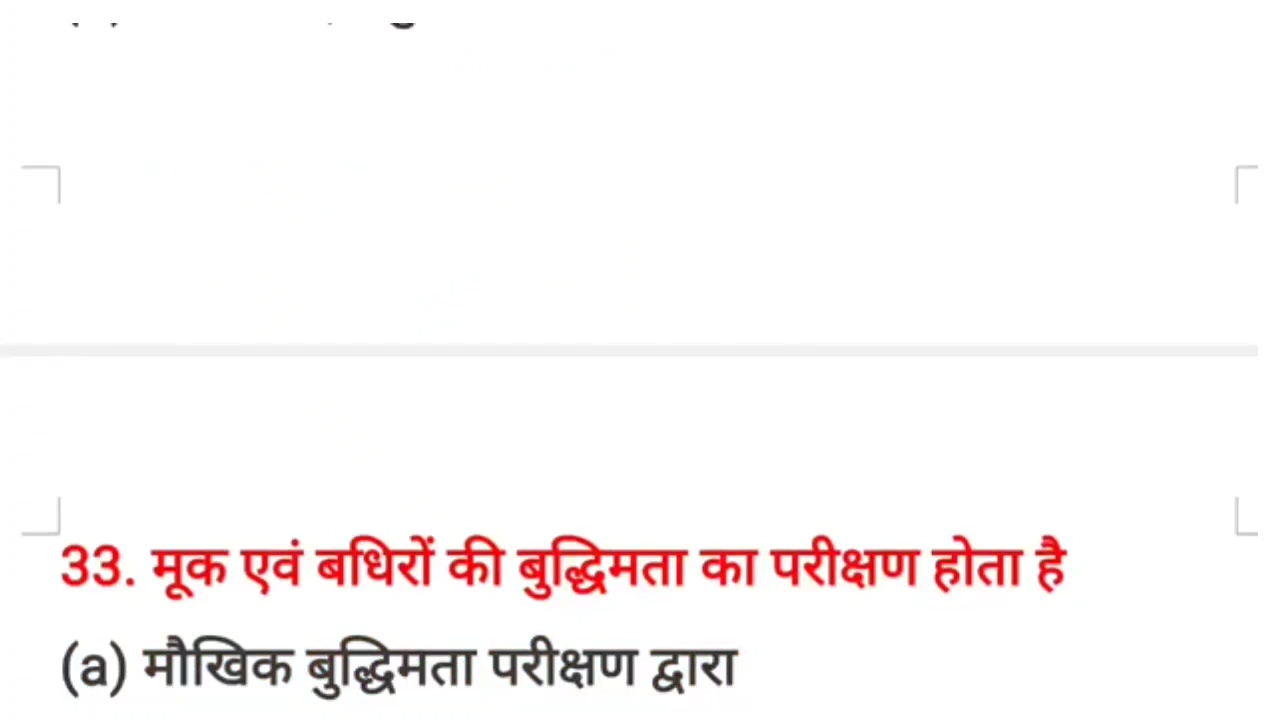 33. मूक एवं बधिरों की बुद्धिमता का परीक्षण होता है
(a) मौखिक बुद्धिमता परीक्षण द्वारा